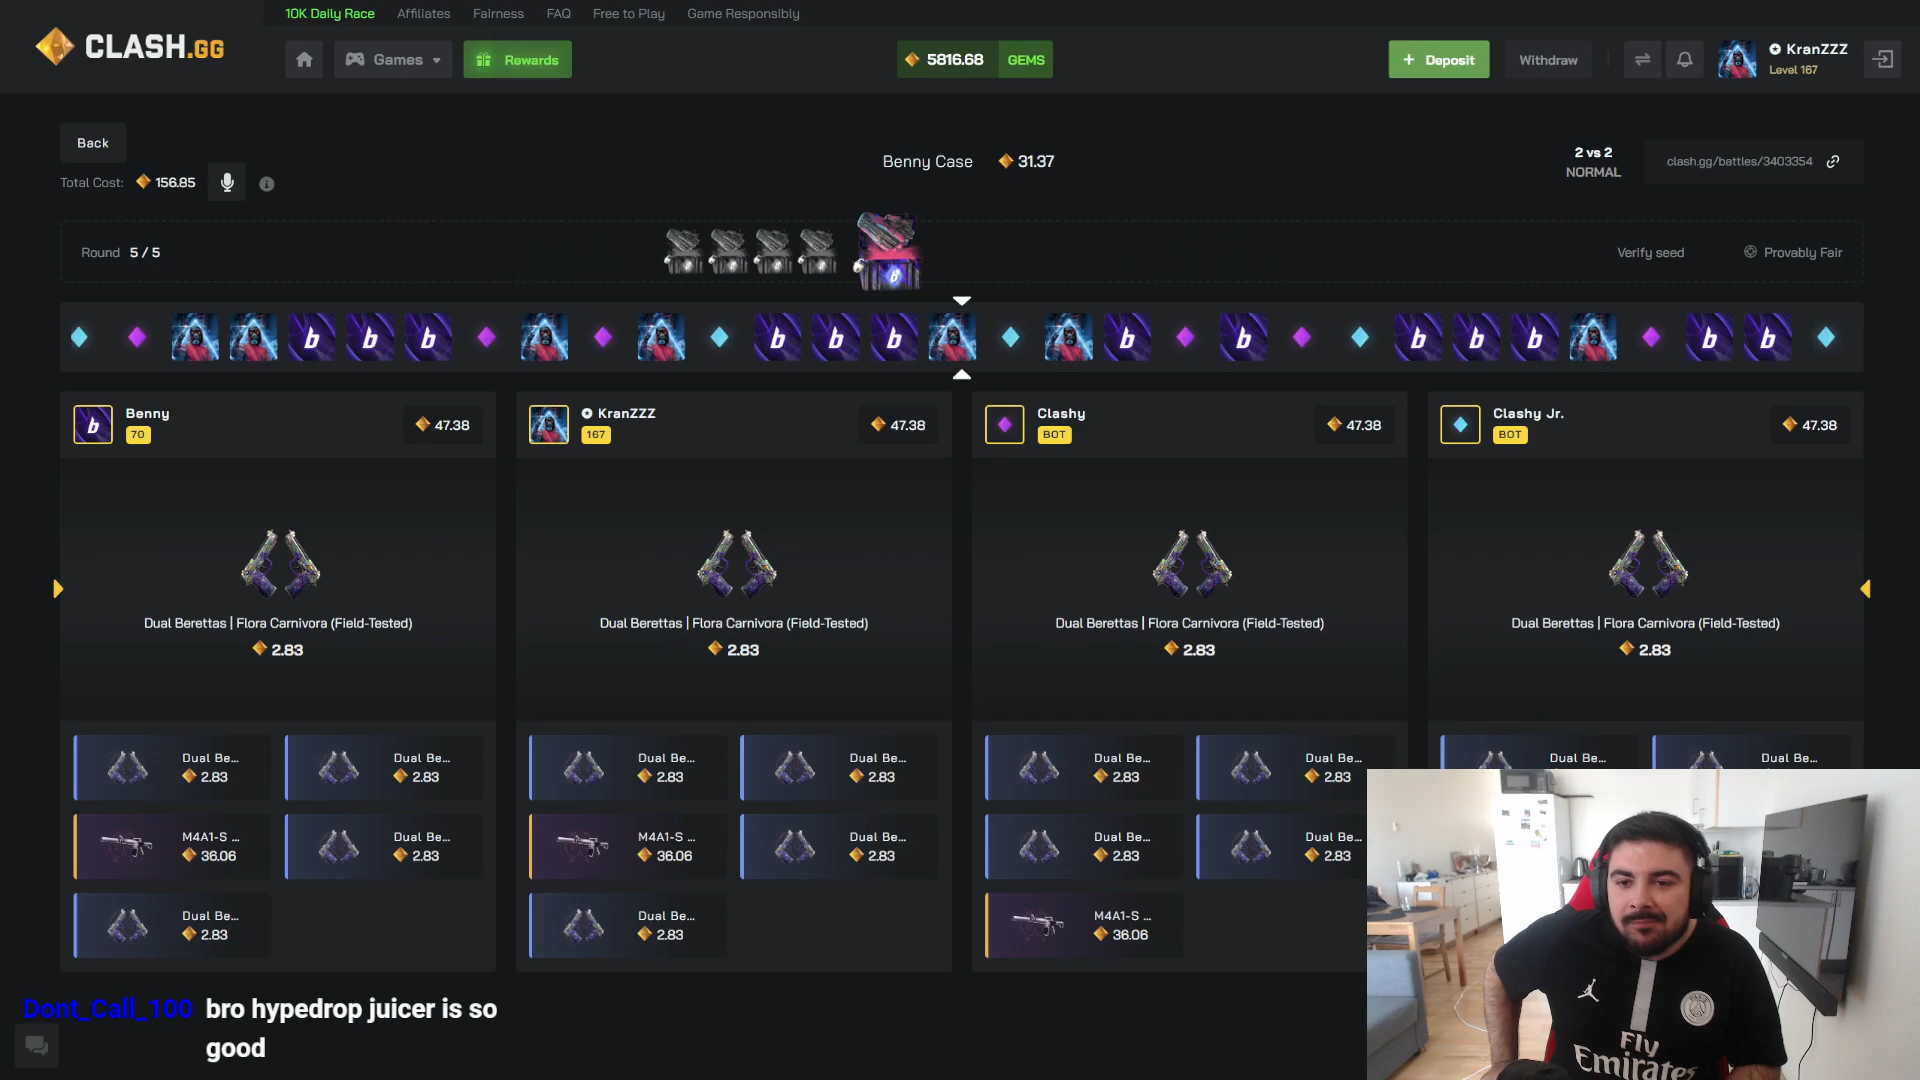 10K Daily Race Affiliates Fairness FAQ Free to Play Game Responsibly
CLASH.GG
Games
Rewards
5816.68 GEMS
+ Deposit
Withdraw
KranZZZ
Level 167
Back
Total Cost: 156.85
Benny Case 31.37
2 vs 2
NORMAL
clash.gg/battles/3403354
Round 5 / 5
Verify seed
Provably Fair
b b b b b b b b b b b b b
Benny
70
47.38
KranZZZ
167
47.38
Clashy
BOT
47.38
Clashy Jr.
BOT
47.38
Dual Berettas | Flora Carnivora (Field-Tested)
2.83
Dual Berettas | Flora Carnivora (Field-Tested)
2.83
Dual Berettas | Flora Carnivora (Field-Tested)
2.83
Dual Berettas | Flora Carnivora (Field-Tested)
2.83
Dual Be...
2.83
Dual Be...
2.83
M4A1-S ...
36.06
Dual Be...
2.83
Dual Be...
2.83
Dual Be...
2.83
Dual Be...
2.83
M4A1-S ...
36.06
Dual Be...
2.83
Dual Be...
2.83
Dual Be...
2.83
Dual Be...
2.83
Dual Be...
2.83
Dual Be...
2.83
M4A1-S ...
36.06
Dual Be...
Dual Be...
Dont_Call_100 bro hypedrop juicer is so
good
Fly
Emirates